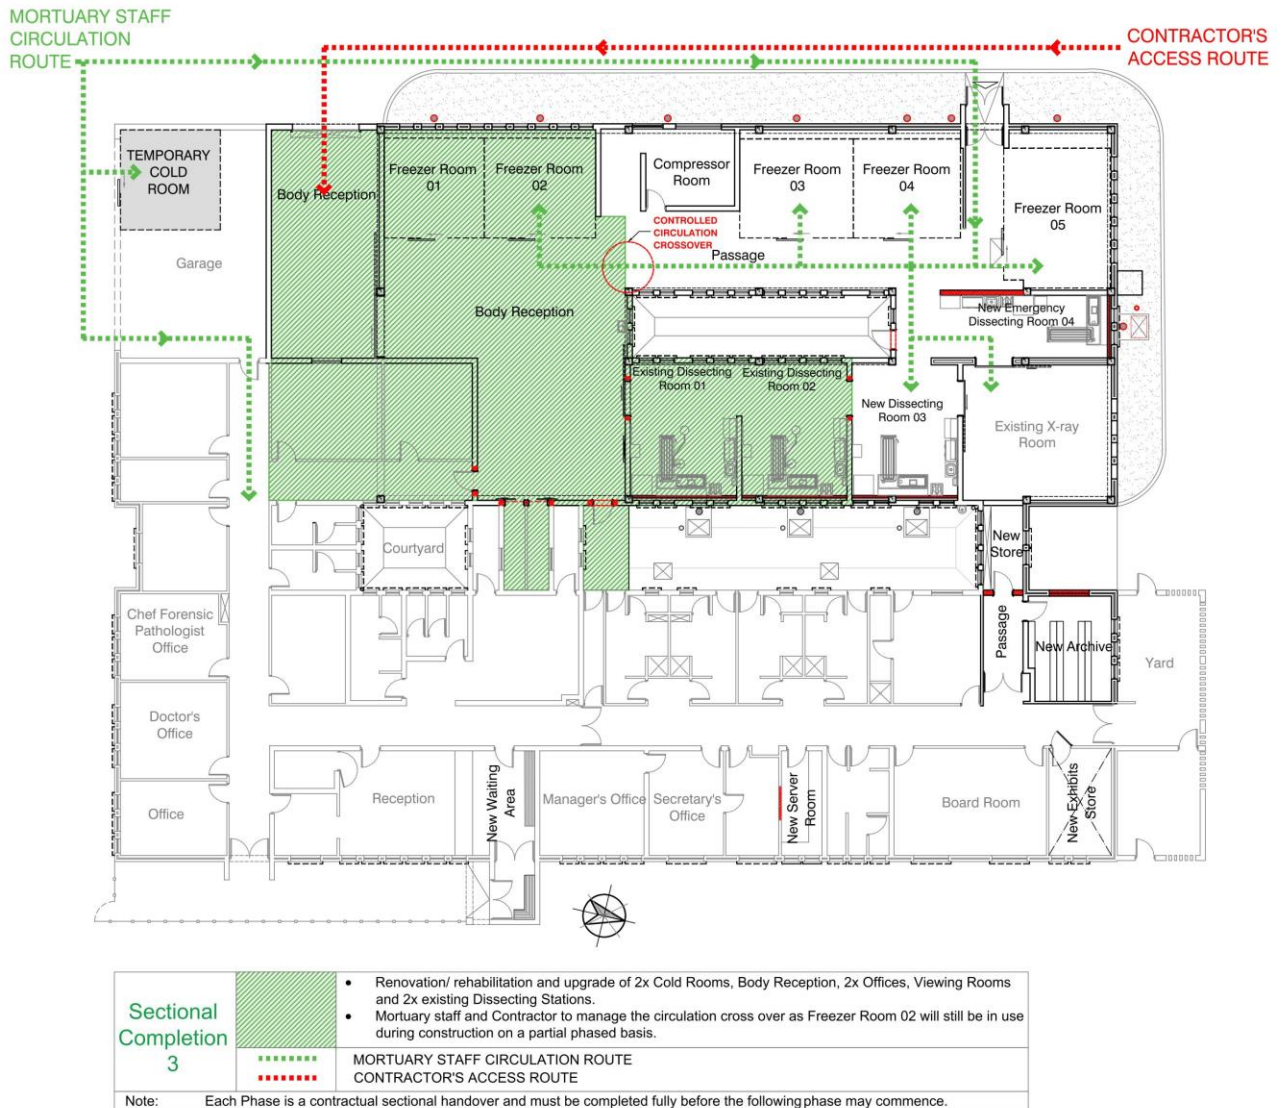 MORTUARY STAFF
CIRCULATION
ROUTE
CONTRACTOR'S
ACCESS ROUTE
TEMPORARY
COLD
ROOM
Garage
Body Reception
Freezer Room
01
Freezer Room
02
Compressor
Room
Freezer Room
03
Freezer Room
04
Freezer Room
05
CONTROLLED
CIRCULATION
CROSSOVER
Passage
Body Reception
New Emergency
Dissecting Room 04
Existing Dissecting
Room 01
Existing Dissecting
Room 02
New Dissecting
Room 03
Existing X-ray
Room
Courtyard
New
Store
Chef Forensic
Pathologist
Office
Passage
New Archive
Yard
Doctor's
Office
Office
Reception
New Waiting
Area
Manager's Office
Secretary's
Office
New Server
Room
Board Room
New Exhibits
Store
Sectional
Completion
3
• Renovation/ rehabilitation and upgrade of 2x Cold Rooms, Body Reception, 2x Offices, Viewing Rooms
and 2x existing Dissecting Stations.
• Mortuary staff and Contractor to manage the circulation cross over as Freezer Room 02 will still be in use
during construction on a partial phased basis.
MORTUARY STAFF CIRCULATION ROUTE
CONTRACTOR'S ACCESS ROUTE
Note: Each Phase is a contractual sectional handover and must be completed fully before the following phase may commence.